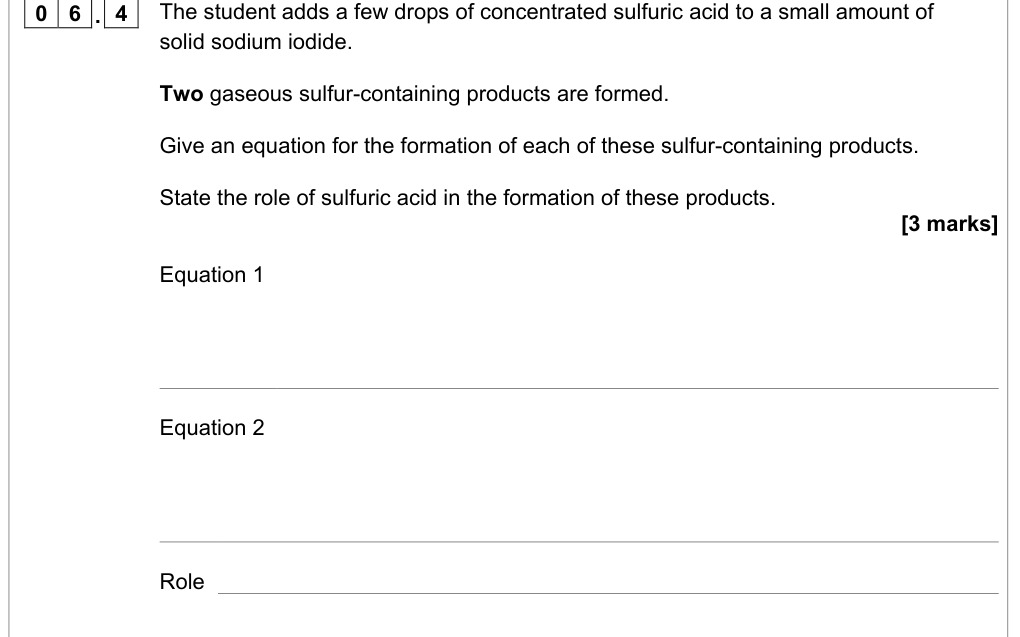 0 6 . 4 The student adds a few drops of concentrated sulfuric acid to a small amount of
solid sodium iodide.
Two gaseous sulfur-containing products are formed.
Give an equation for the formation of each of these sulfur-containing products.
State the role of sulfuric acid in the formation of these products.
[3 marks]
Equation 1
Equation 2
Role